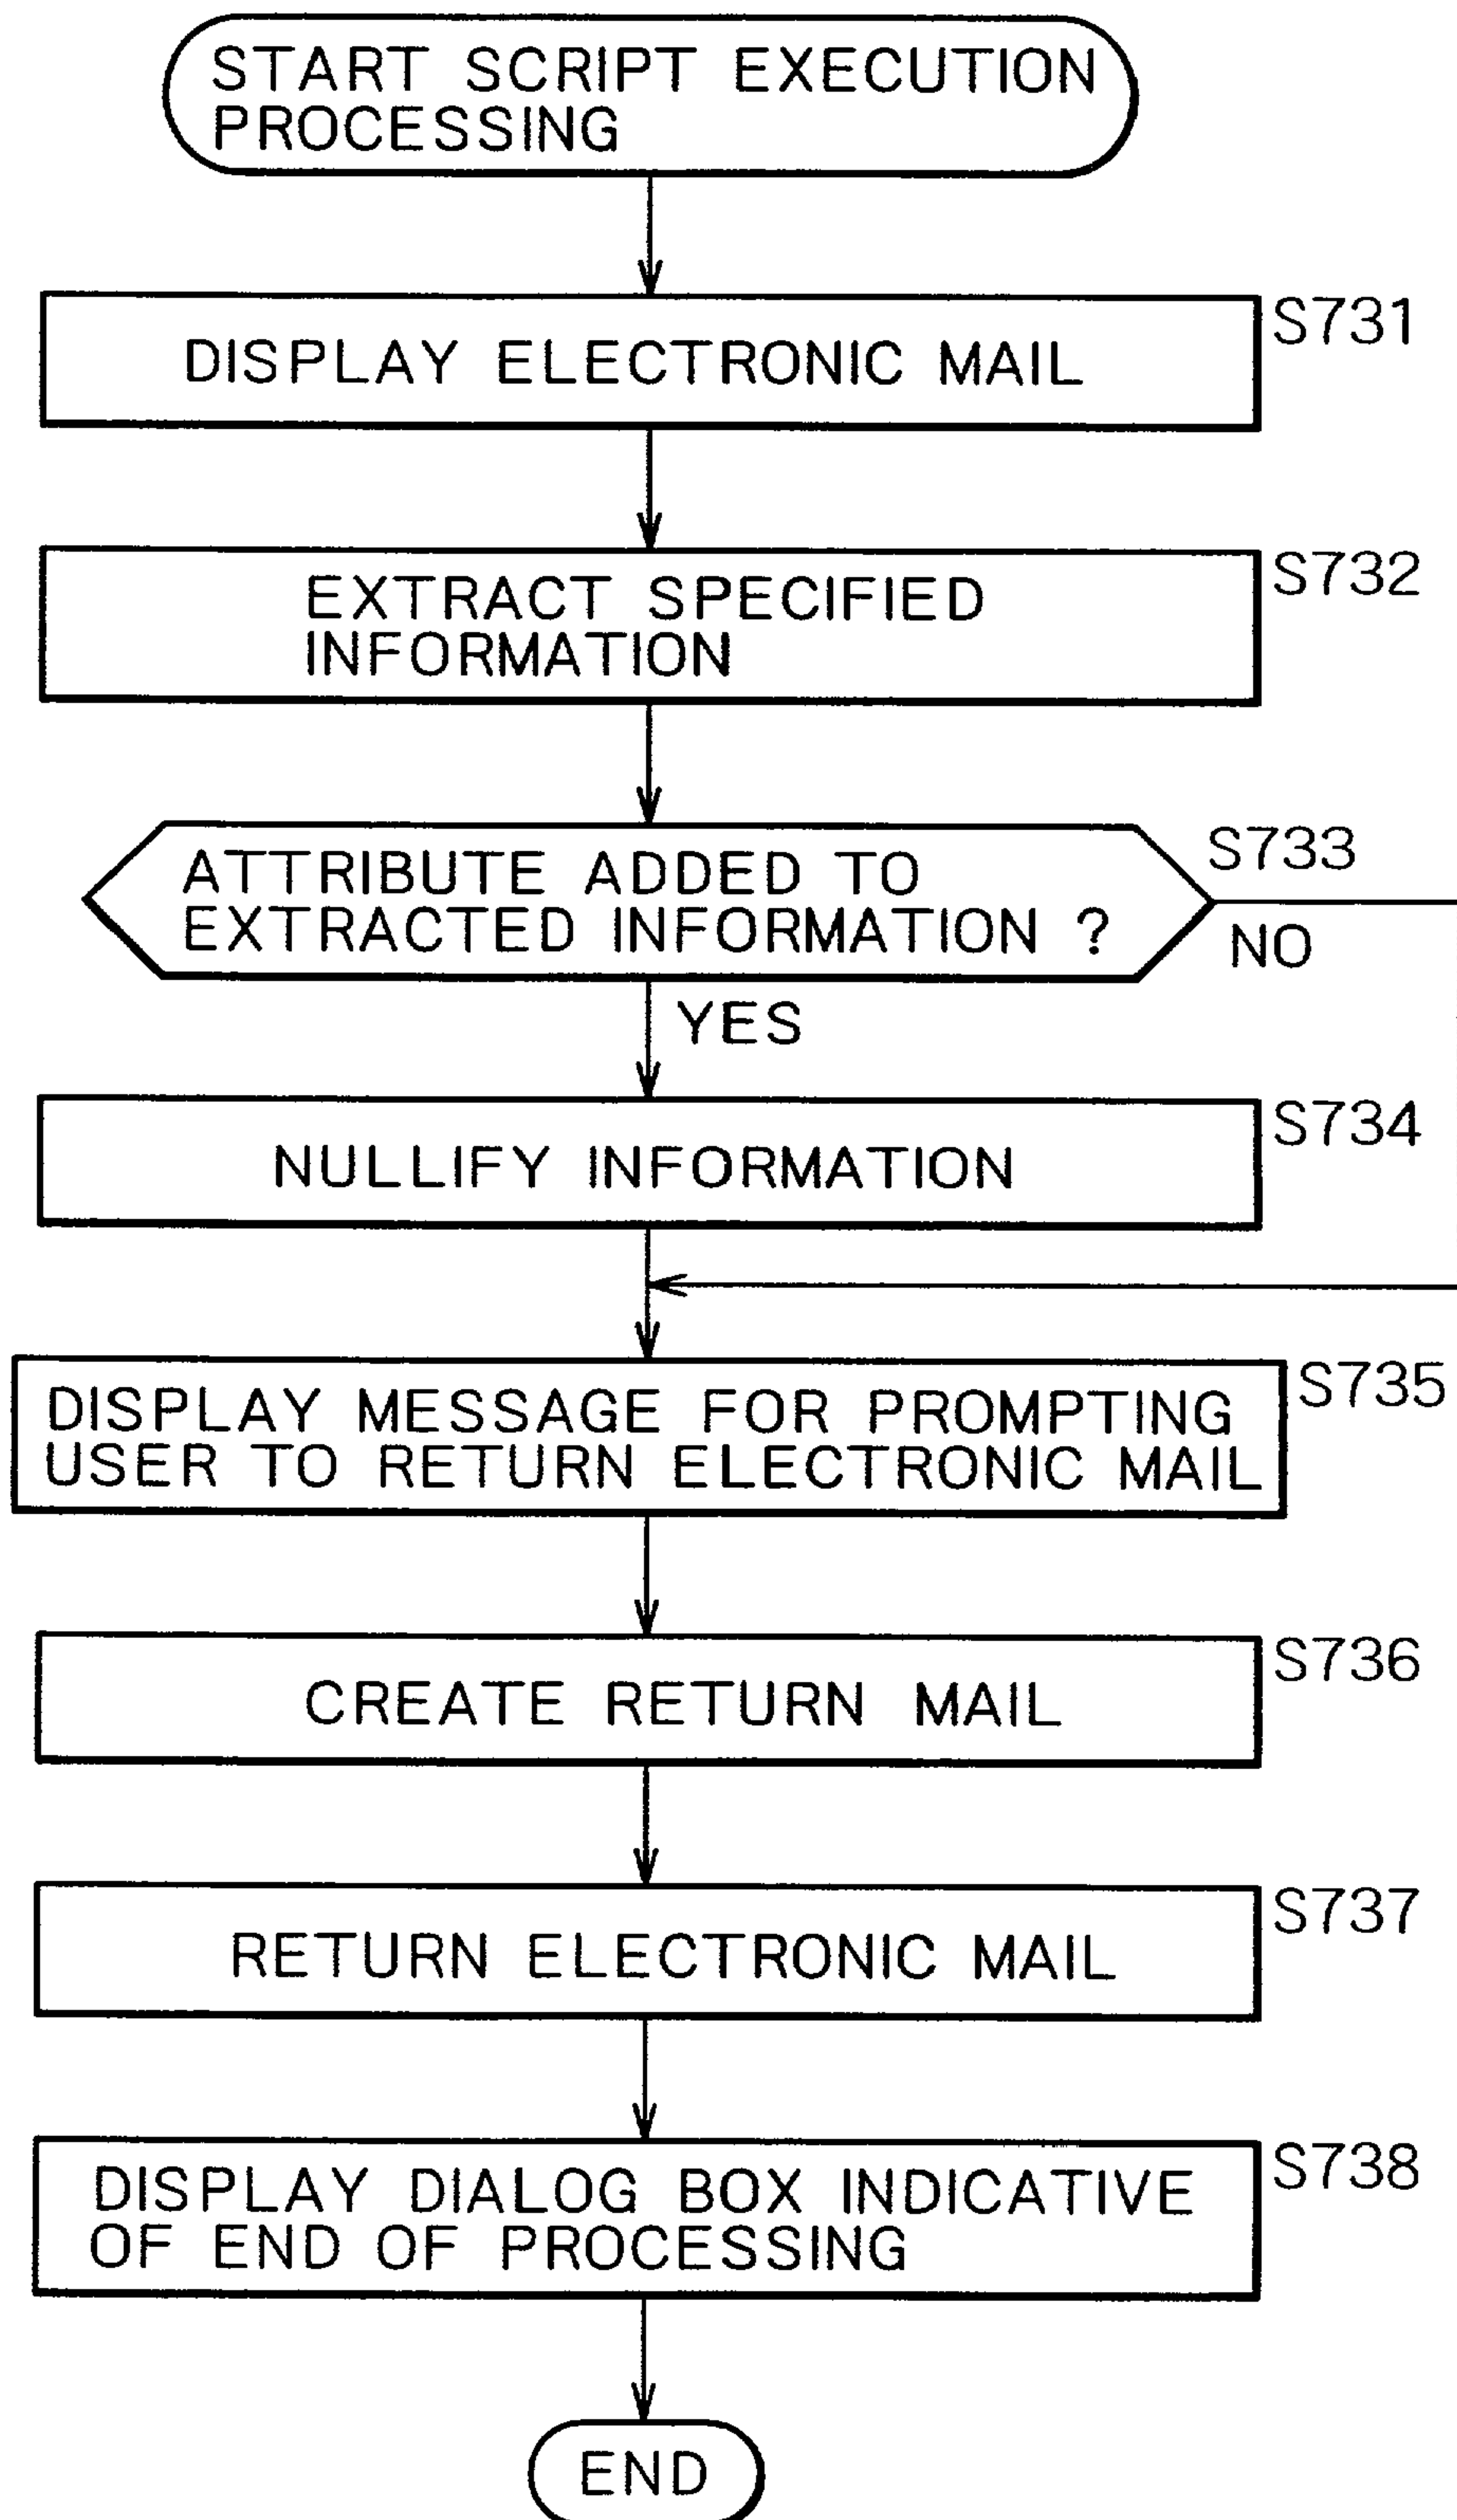 START SCRIPT EXECUTION
PROCESSING
S731
DISPLAY ELECTRONIC MAIL
S732
EXTRACT SPECIFIED
INFORMATION
S733
ATTRIBUTE ADDED TO
EXTRACTED INFORMATION ?
NO
YES
S734
NULLIFY INFORMATION
S735
DISPLAY MESSAGE FOR PROMPTING
USER TO RETURN ELECTRONIC MAIL
S736
CREATE RETURN MAIL
S737
RETURN ELECTRONIC MAIL
S738
DISPLAY DIALOG BOX INDICATIVE
OF END OF PROCESSING
END